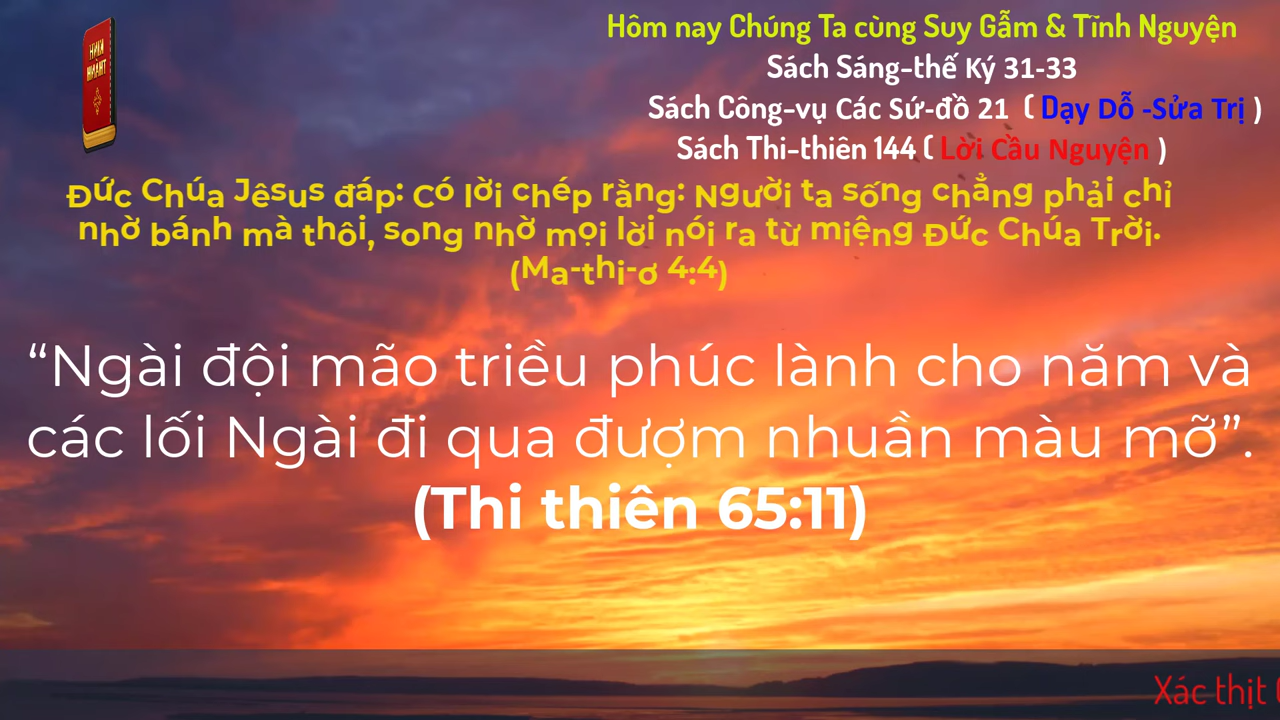 KINH
THÁNH
Hôm nay Chúng Ta cùng Suy Gẫm & Tĩnh Nguyện
Sách Sáng-thế Ký 31-33
Sách Công-vụ Các Sứ-đồ 21 ( Dạy Dỗ -Sửa Trị )
Sách Thi-thiên 144 ( Lời Cầu Nguyện )
Đức Chúa Jêsus đáp: Có lời chép rằng: Người ta sống chẳng phải chỉ
nhờ bánh mà thôi, song nhờ mọi lời nói ra từ miệng Đức Chúa Trời.
(Ma-thi-ơ 4:4)
“Ngài đội mão triều phúc lành cho năm và
các lối Ngài đi qua đượm nhuần màu mỡ”.
(Thi thiên 65:11)
Xác thịt